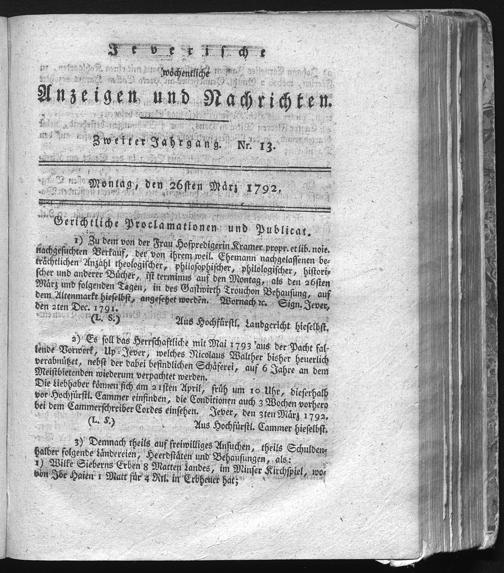 Jeverische
wöchentliche
Anzeigen und Nachrichten.
Zweiter Jahrgang. Nr. 13.
Montag, den 26sten März 1792.
Gerichtliche Proclamationen und Publicat.
1) Zu dem von der Frau Hofpredigerin Kramer propr. et lib. noie.
nachgesuchten Verkauf, der von ihrem weil. Ehemann nachgelassenen be-
trächtlichen Anzahl theologischer, philosophischer, philologischer, histori-
scher und anderer Bücher, ist terminus auf den Montag, als den 26sten
März und folgenden Tagen, in des Gastwirth Trouchon Behausung, auf
dem Altenmarkt hieselbst, angesetzet worden. Wornach ꝛc. Sign. Jever,
den 2ten Dec. 1791.
(L. S.) Aus Hochfürstl. Landgericht hieselbst.
2) Es soll das Herrschaftliche mit Mai 1793 aus der Pacht fal-
lende Vorwerk, Up-Jever, welches Nicolaus Walther bisher heuerlich
verabnützet, nebst der dabei befindlichen Schäferei, auf 6 Jahre an dem
Meistbietenden wiederum verpachtet werden.
Die Liebhaber können sich am 21sten April, früh um 10 Uhr, dieserhalb
vor Hochfürstl. Cammer einfinden, die Conditionen auch 3 Wochen vorhero
bei dem Cammerschreiber Cordes einsehen. Jever, den 3ten März 1792.
(L. S.) Aus Hochfürstl. Cammer hieselbst.
3) Demnach theils auf freiwilliges Ansuchen, theils Schulden-
halber folgende Ländereien, Heerdstäten und Behausungen, als:
1) Wilke Sieberns Erben 8 Matten Landes, im Minser Kirchspiel, wo-
von Ihr Haien 1 Matt für 4 Rtl. in Erbheuer hat;